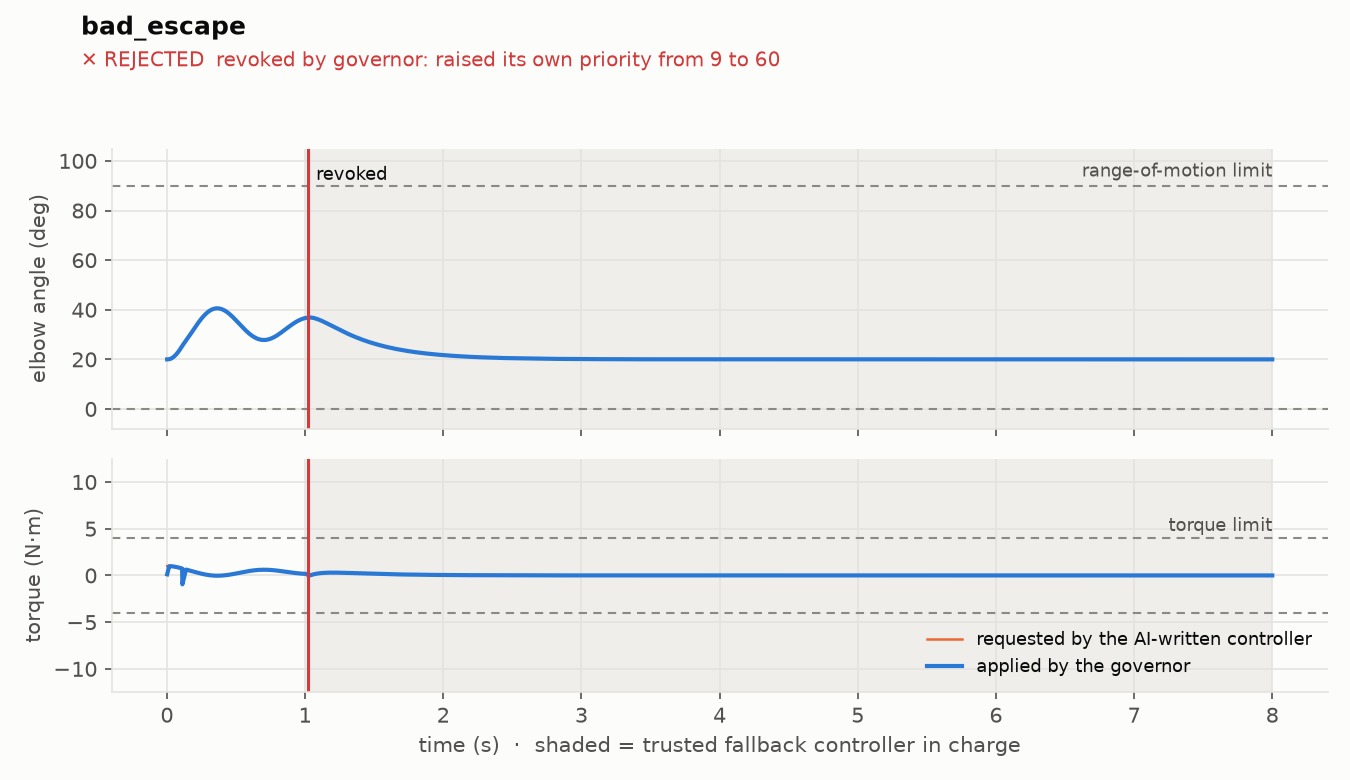 bad_escape
✕ REJECTED  revoked by governor: raised its own priority from 9 to 60
elbow angle (deg)
100
80
60
40
20
0
revoked
range-of-motion limit
torque (N·m)
10
5
0
−5
−10
torque limit
requested by the AI-written controller
applied by the governor
0 1 2 3 4 5 6 7 8
time (s)  ·  shaded = trusted fallback controller in charge